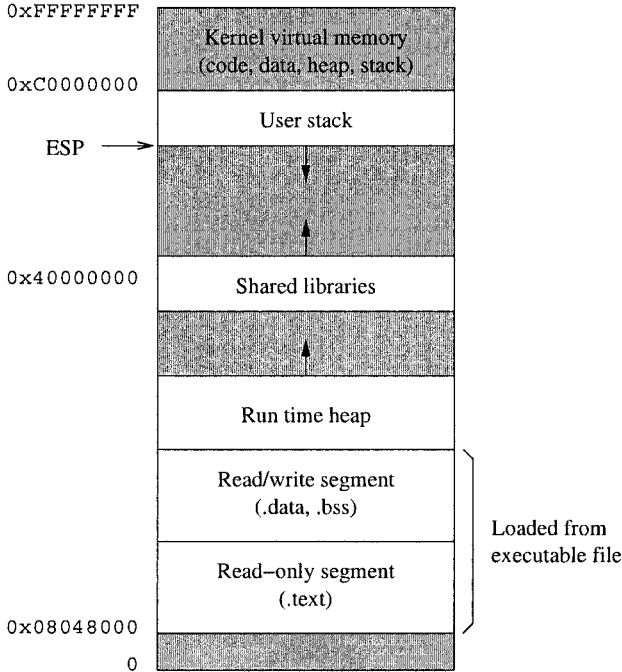 0xFFFFFFFF
Kernel virtual memory
(code, data, heap, stack)
0xC0000000
User stack
ESP
0x40000000
Shared libraries
Run time heap
Read/write segment
(.data, .bss)
Loaded from
executable file
Read–only segment
(.text)
0x08048000
0